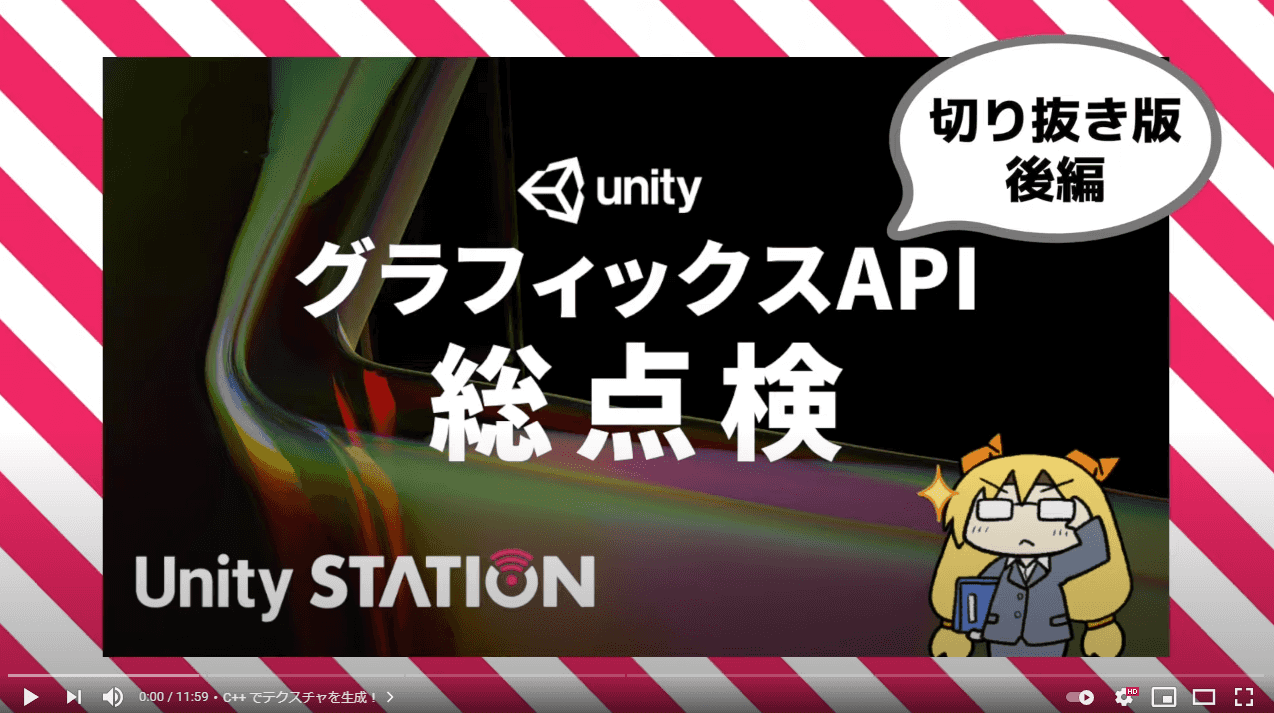 切り抜き版
後編
unity
グラフィックスAPI
総点検
Unity STATION
0:00 / 11:59 • C++ でテクスチャを生成！
HD